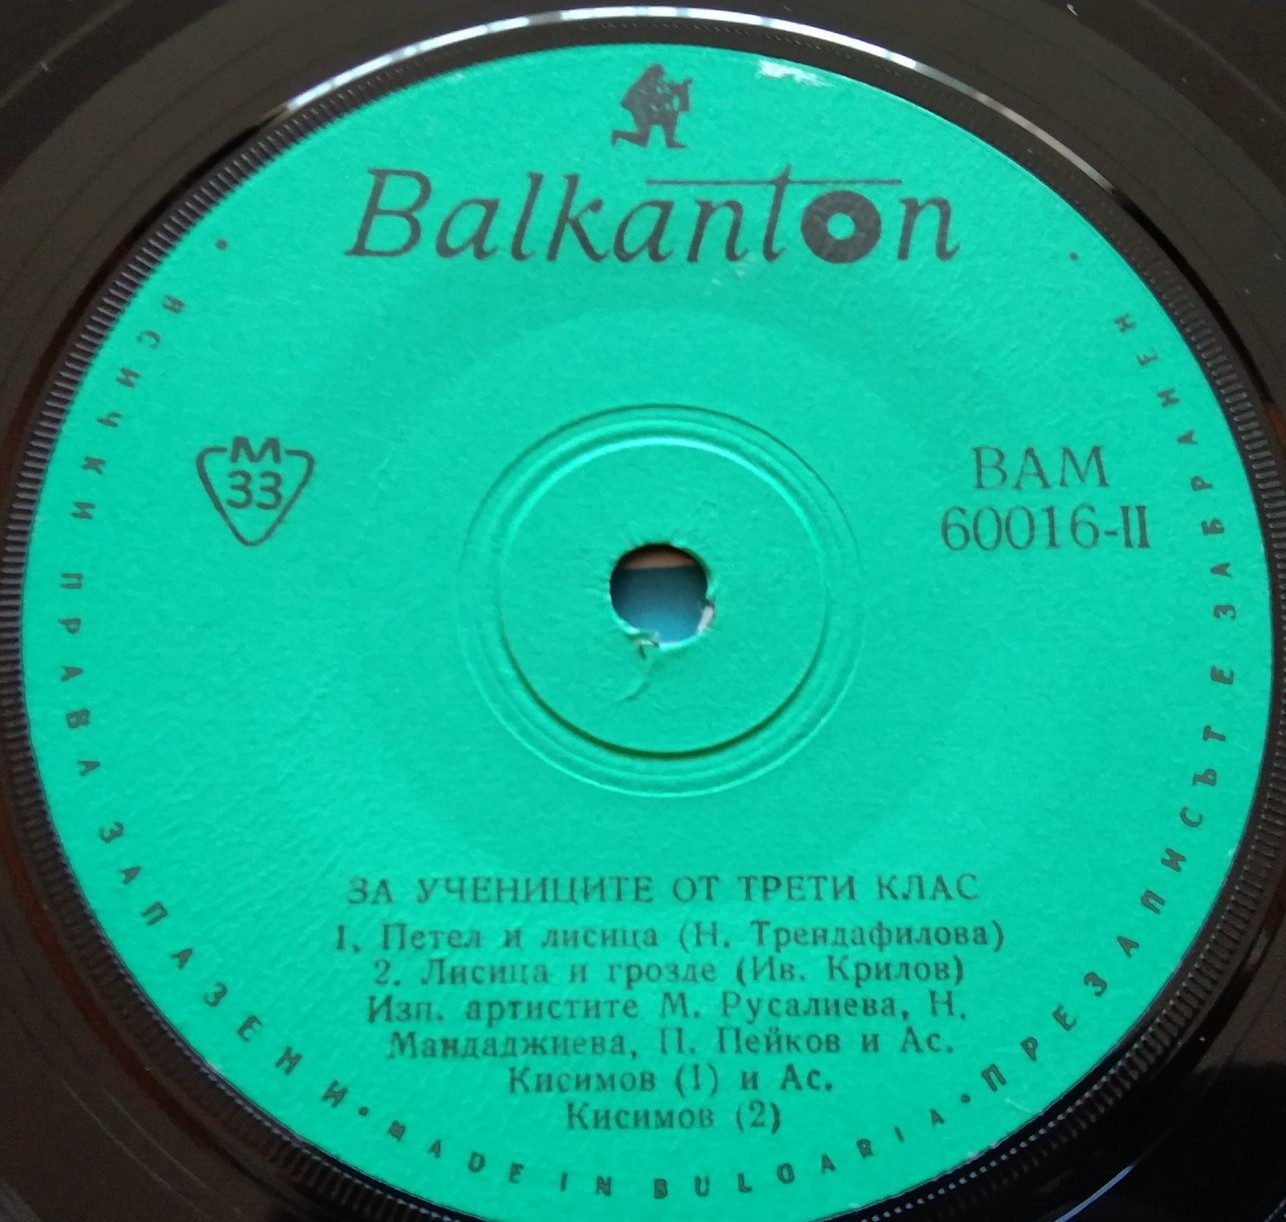 Balkanton
М
33
ВАМ
60016-II
ЗА УЧЕНИЦИТЕ ОТ ТРЕТИ КЛАС
1. Петел и лисица (Н. Трендафилова)
2. Лисица и грозде (Ив. Крилов)
Изп. артистите М. Русалиева, Н.
Мандаджиева, П. Пейков и Ас.
Кисимов (1) и Ас.
Кисимов (2)
ВСИЧКИ ПРАВА ЗАПАЗЕНИ • MADE IN BULGARIA • ПРЕЗАПИСЪТ Е ЗАБРАНЕН